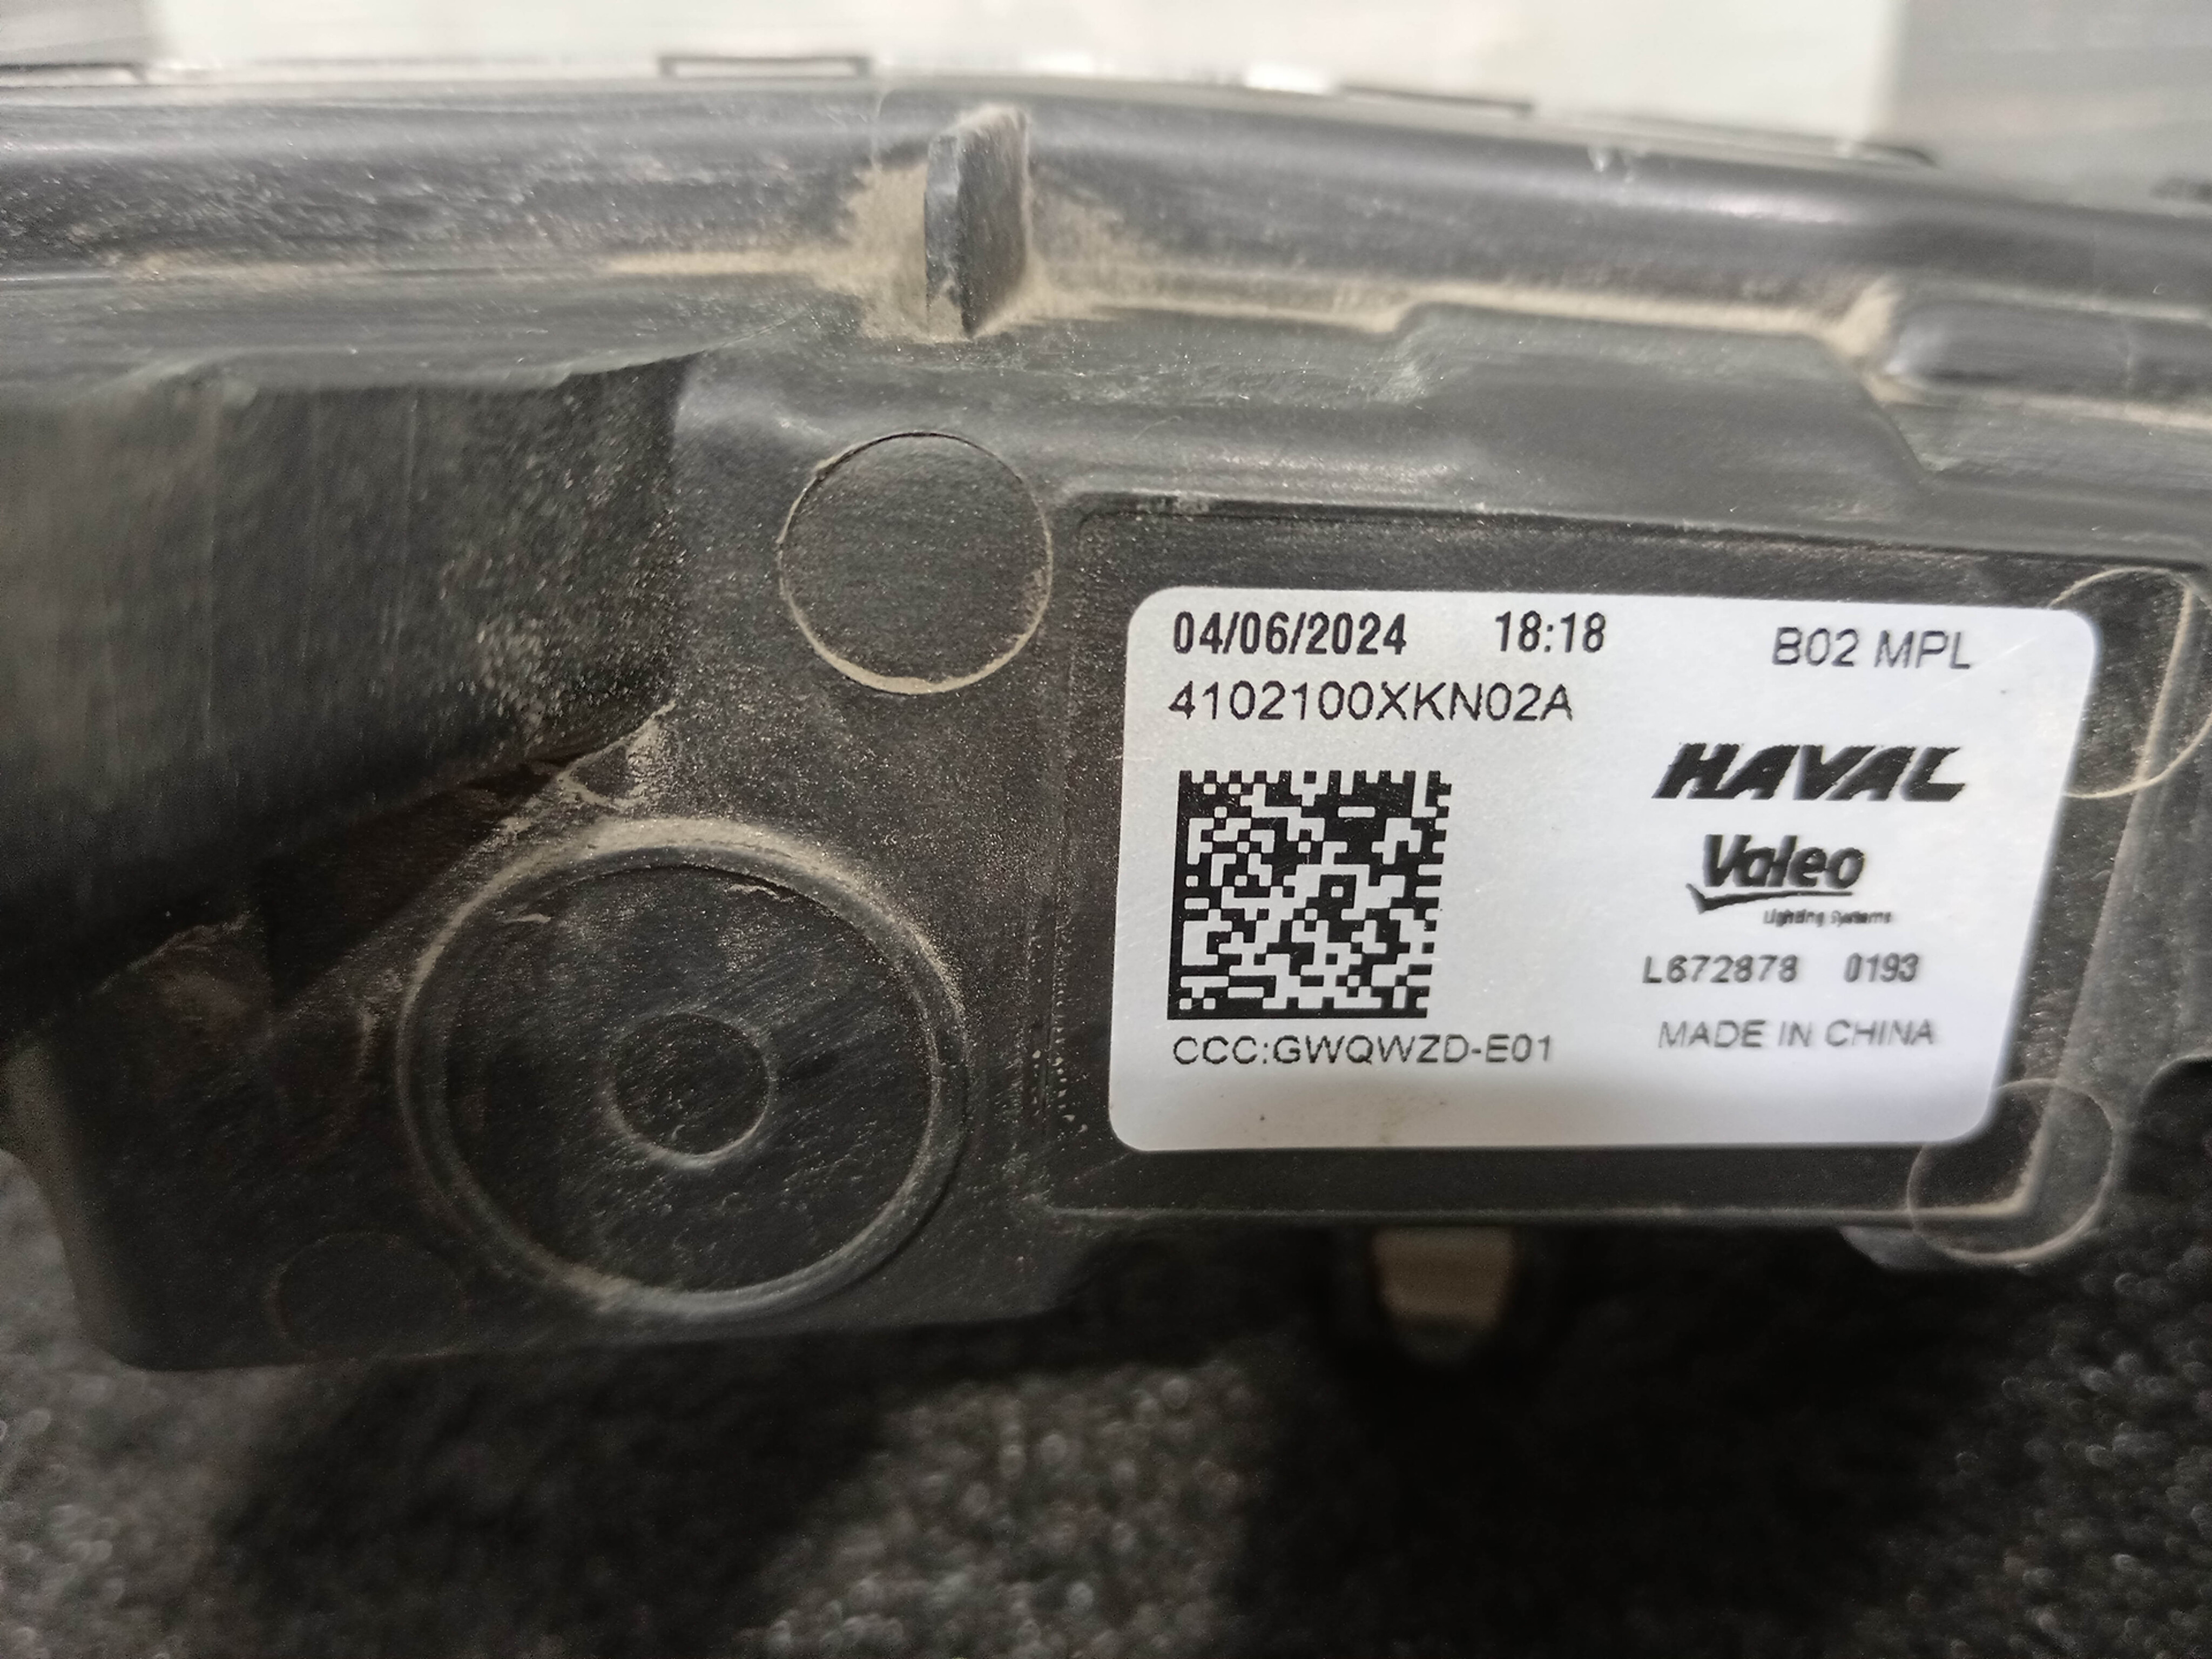 04/06/2024 18:18 B02 MPL
4102100XKN02A
HAVAL
Valeo
Lighting Systems
L672878 0193
CCC:GWQWZD-E01
MADE IN CHINA